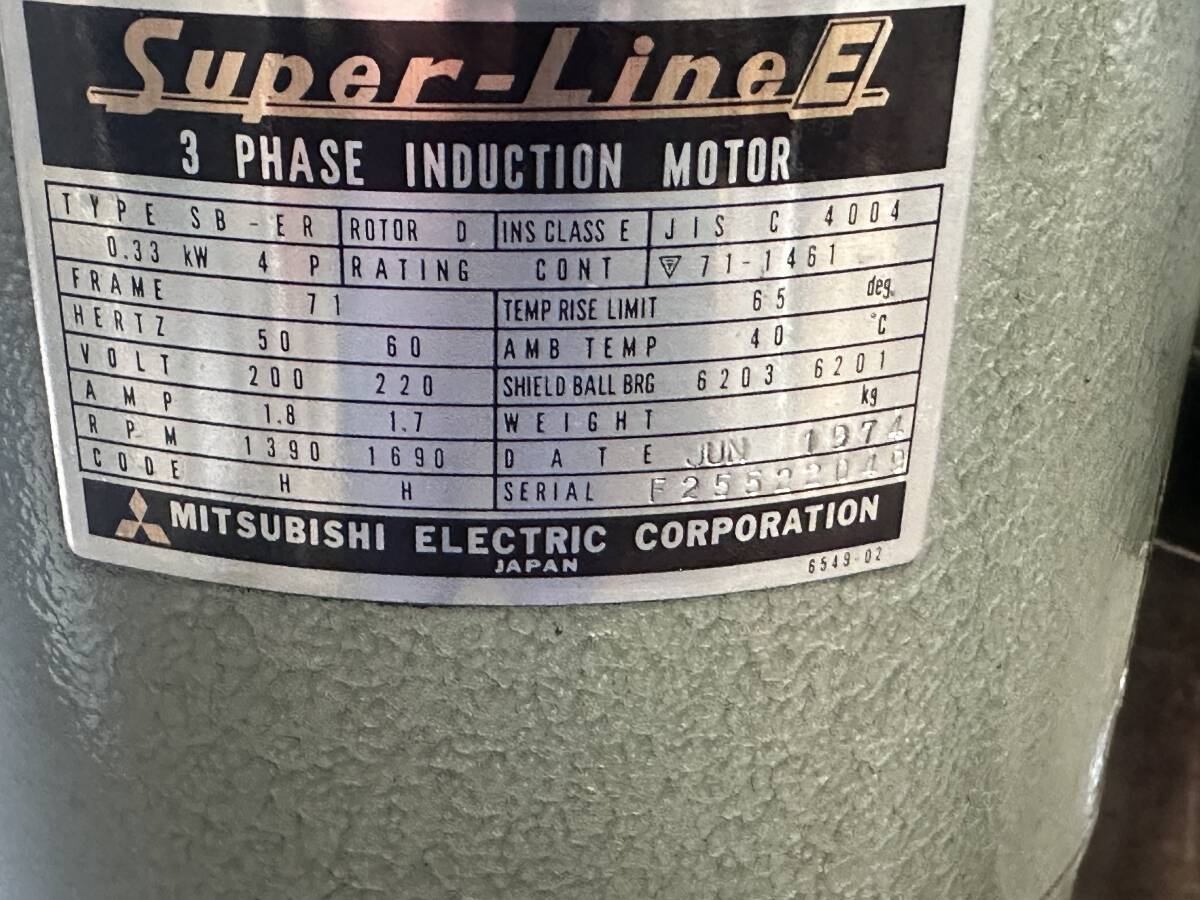 Super-Line E
3 PHASE INDUCTION MOTOR
TYPE SB-ER ROTOR D INS CLASS E JIS C 4004
0.33 kW 4 P RATING CONT 71-1461
FRAME 71 TEMP RISE LIMIT 65 deg.
HERTZ 50 60 AMB TEMP 40 °C
VOLT 200 220 SHIELD BALL BRG 6203 6201
AMP 1.8 1.7 WEIGHT kg
RPM 1390 1690 DATE JUN 1974
CODE H H SERIAL
MITSUBISHI ELECTRIC CORPORATION
JAPAN
6549-02